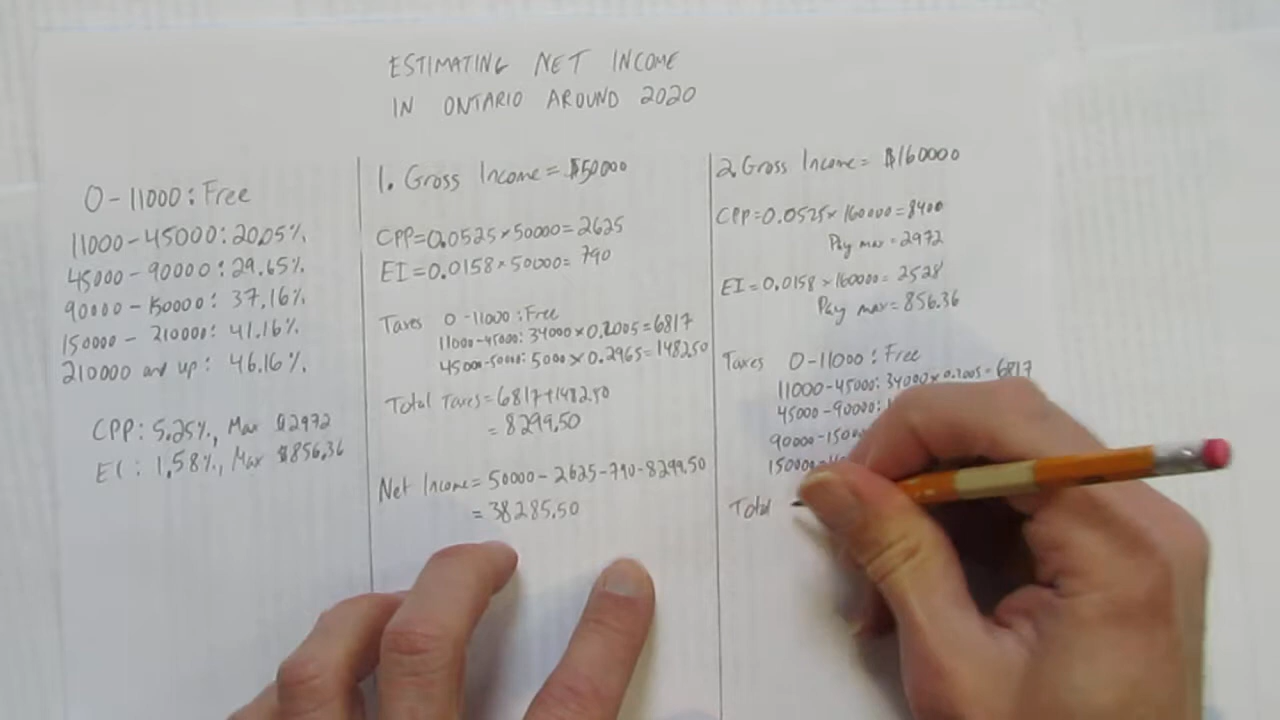 ESTIMATING NET INCOME
IN ONTARIO AROUND 2020
0-11000: Free
11000-45000: 20.05%
45000-90000: 29.65%
90000-150000: 37.16%
150000-210000: 41.16%
210000 and up: 46.16%
CPP: 5.25%, Max $2972
EI: 1.58%, Max $856.36
1. Gross Income = $50000
CPP=0.0525×50000=2625
EI=0.0158×50000=790
Taxes 0-11000: Free
11000-45000: 34000×0.2005=6817
45000-50000: 5000×0.2965=1482.50
Total Taxes=6817+1482.50
=8299.50
Net Income=50000-2625-790-8299.50
=38285.50
2. Gross Income= $160000
CPP=0.0525×160000=8400
Pay max=2972
EI=0.0158×160000=2528
Pay max=856.36
Taxes 0-11000: Free
11000-45000: 34000×0.2005=6817
45000-90000:
90000-1500
150000-
Total